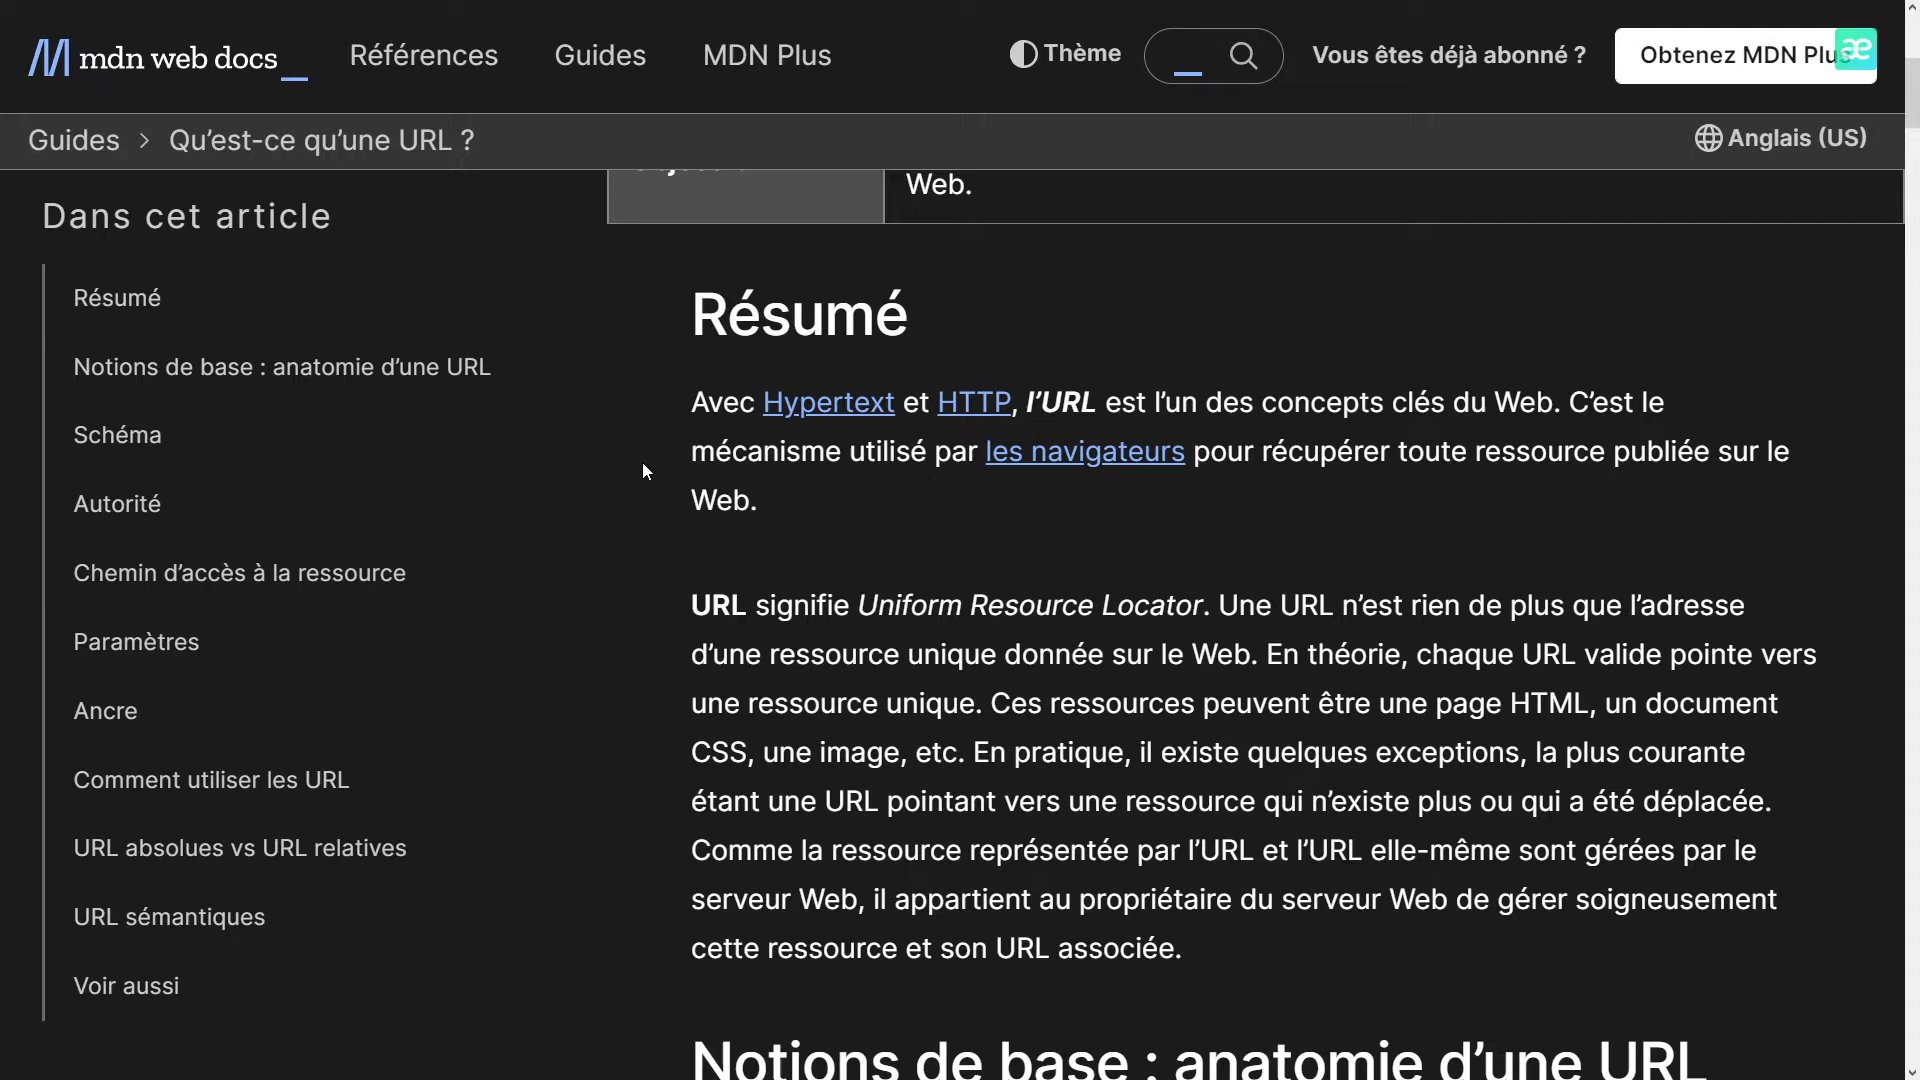 mdn web docs_
Références
Guides
MDN Plus
Thème
Vous êtes déjà abonné ?
Obtenez MDN Plus
æ
Guides > Qu’est-ce qu’une URL ?
Anglais (US)
Dans cet article
Résumé
Notions de base : anatomie d’une URL
Schéma
Autorité
Chemin d’accès à la ressource
Paramètres
Ancre
Comment utiliser les URL
URL absolues vs URL relatives
URL sémantiques
Voir aussi
Web.
Résumé
Avec Hypertext et HTTP, l’URL est l’un des concepts clés du Web. C’est le
mécanisme utilisé par les navigateurs pour récupérer toute ressource publiée sur le
Web.
URL signifie Uniform Resource Locator. Une URL n’est rien de plus que l’adresse
d’une ressource unique donnée sur le Web. En théorie, chaque URL valide pointe vers
une ressource unique. Ces ressources peuvent être une page HTML, un document
CSS, une image, etc. En pratique, il existe quelques exceptions, la plus courante
étant une URL pointant vers une ressource qui n’existe plus ou qui a été déplacée.
Comme la ressource représentée par l’URL et l’URL elle-même sont gérées par le
serveur Web, il appartient au propriétaire du serveur Web de gérer soigneusement
cette ressource et son URL associée.
Notions de base : anatomie d’une URL